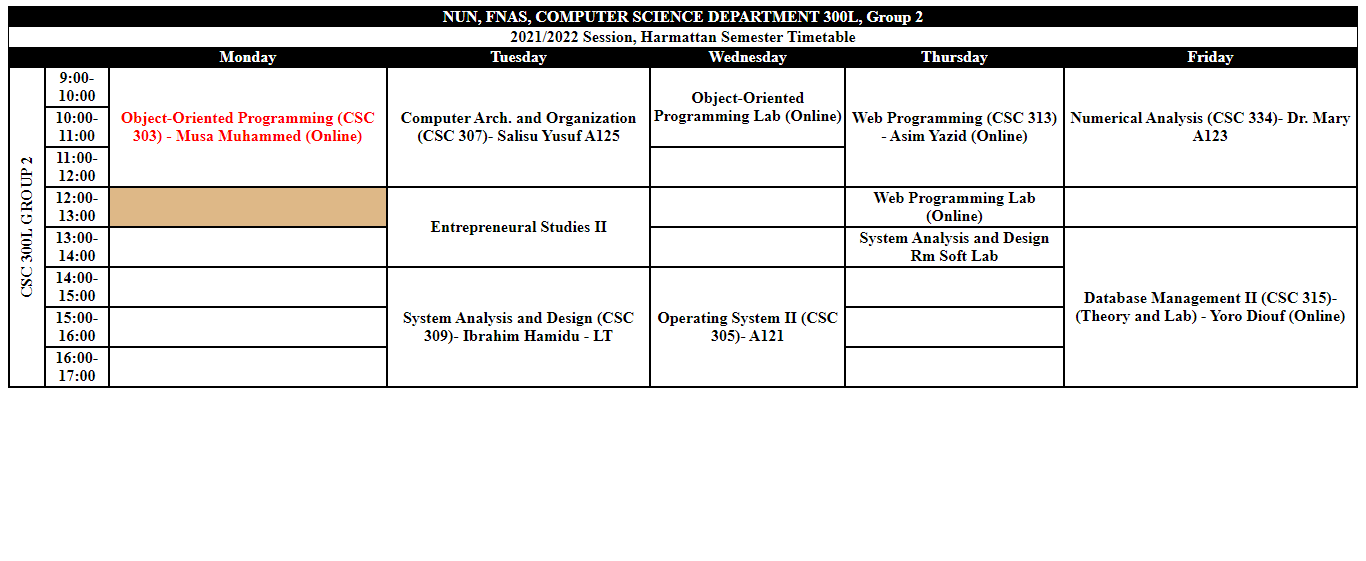 NUN, FNAS, COMPUTER SCIENCE DEPARTMENT 300L, Group 2
2021/2022 Session, Harmattan Semester Timetable
Monday Tuesday Wednesday Thursday Friday
CSC 300L GROUP 2
9:00-
10:00
10:00-
11:00
11:00-
12:00
Object-Oriented Programming (CSC
303) - Musa Muhammed (Online)
Computer Arch. and Organization
(CSC 307)- Salisu Yusuf A125
Object-Oriented
Programming Lab (Online)
Web Programming (CSC 313)
- Asim Yazid (Online)
Numerical Analysis (CSC 334)- Dr. Mary
A123
12:00-
13:00
Entrepreneural Studies II
Web Programming Lab
(Online)
13:00-
14:00
System Analysis and Design
Rm Soft Lab
Database Management II (CSC 315)-
(Theory and Lab) - Yoro Diouf (Online)
14:00-
15:00
15:00-
16:00
16:00-
17:00
System Analysis and Design (CSC
309)- Ibrahim Hamidu - LT
Operating System II (CSC
305)- A121